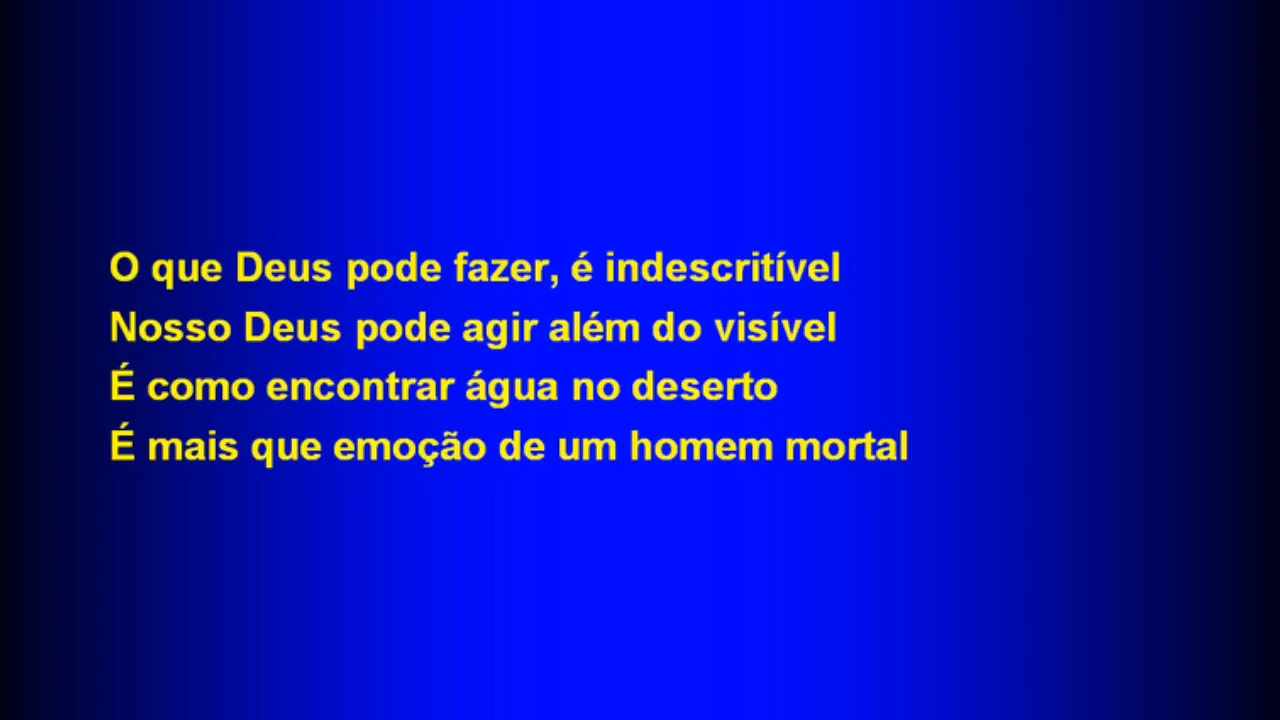 O que Deus pode fazer, é indescritível
Nosso Deus pode agir além do visível
É como encontrar água no deserto
É mais que emoção de um homem mortal